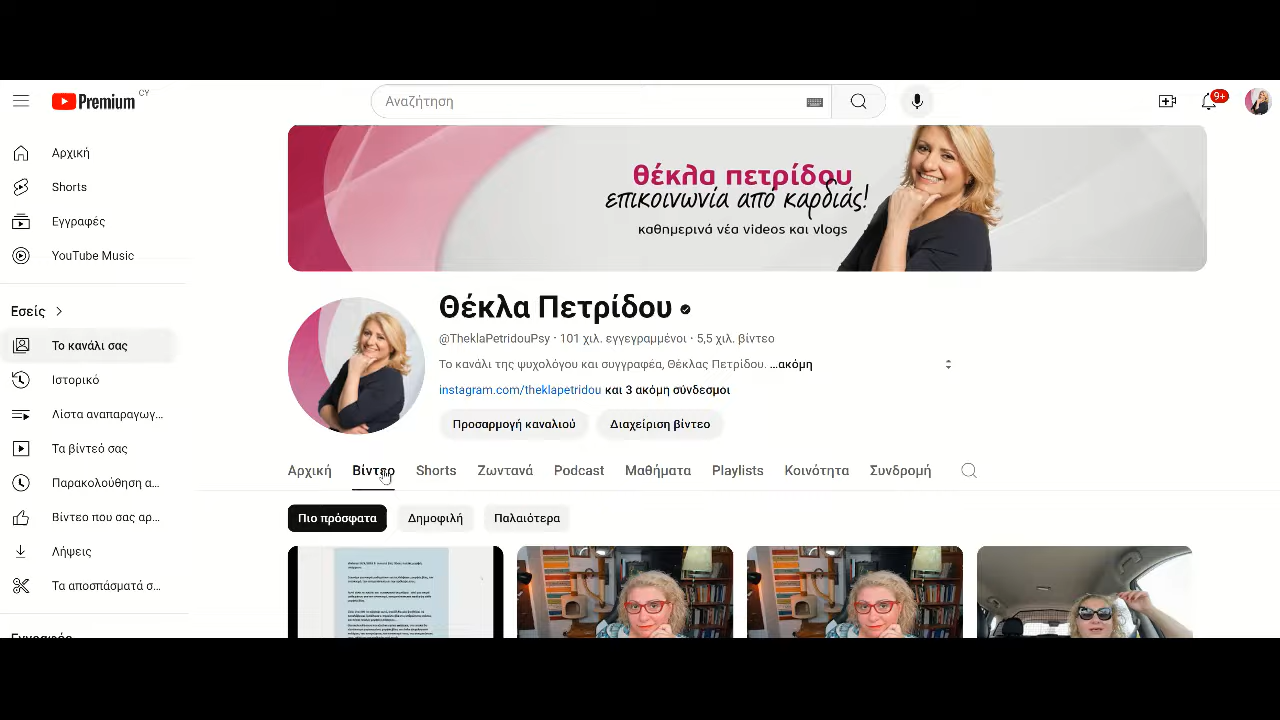 Premium CY
Αναζήτηση
9+
Αρχική
Shorts
Εγγραφές
YouTube Music
Εσείς
Το κανάλι σας
Ιστορικό
Λίστα αναπαραγωγ...
Τα βίντεό σας
Παρακολούθηση α...
Βίντεο που σας αρ...
Λήψεις
Τα αποσπάσματά σ...
θέκλα πετρίδου
επικοινωνία από καρδιάς!
καθημερινά νέα videos και vlogs
Θέκλα Πετρίδου
@TheklaPetridouPsy · 101 χιλ. εγγεγραμμένοι · 5,5 χιλ. βίντεο
Το κανάλι της ψυχολόγου και συγγραφέα, Θέκλας Πετρίδου. ...ακόμη
instagram.com/theklapetridou και 3 ακόμη σύνδεσμοι
Προσαρμογή καναλιού Διαχείριση βίντεο
Αρχική Βίντεο Shorts Ζωντανά Podcast Μαθήματα Playlists Κοινότητα Συνδρομή
Πιο πρόσφατα Δημοφιλή Παλαιότερα